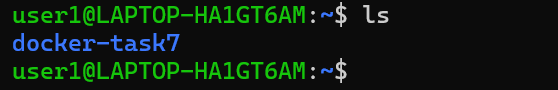 user1@LAPTOP-HA1GT6AM:~$ ls
docker-task7
user1@LAPTOP-HA1GT6AM:~$